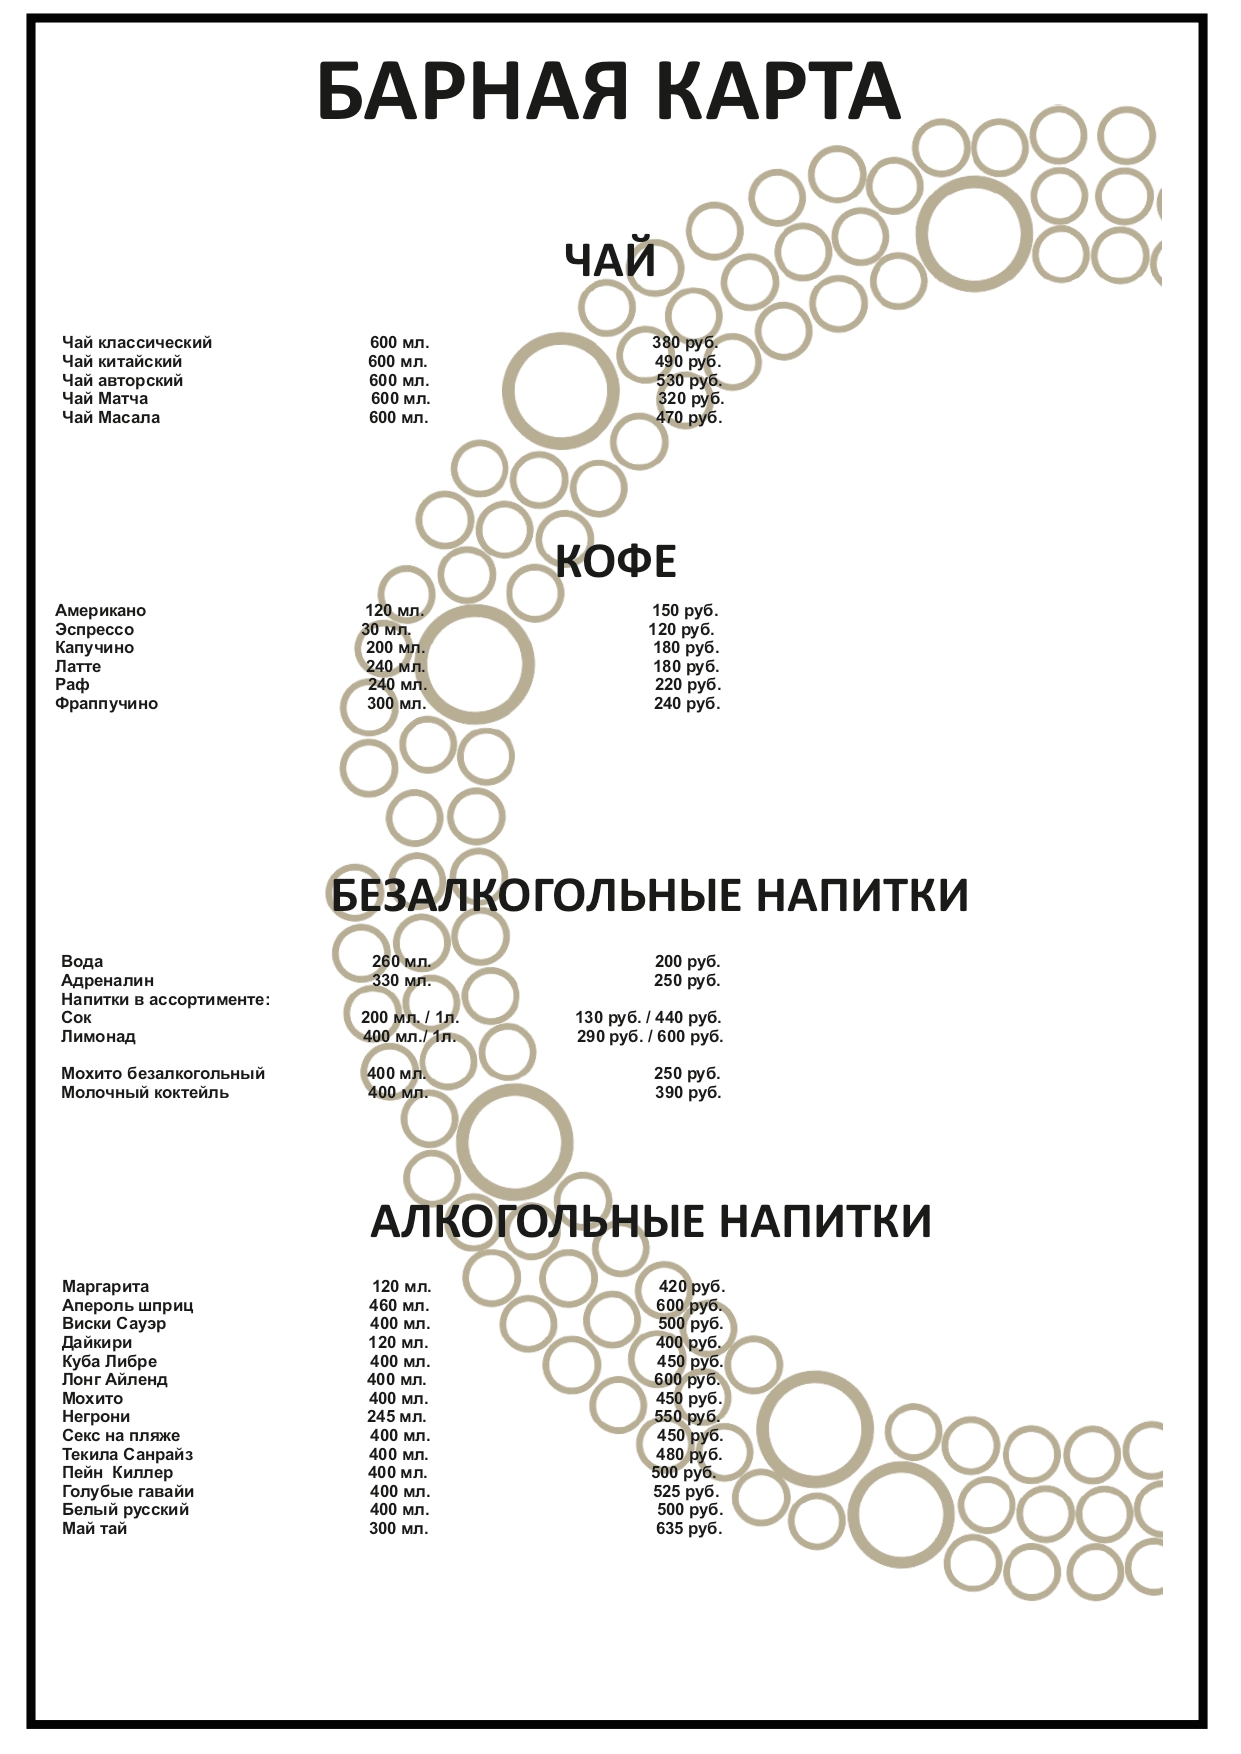 БАРНАЯ КАРТА
ЧАЙ
Чай классический 600 мл. 380 руб.
Чай китайский 600 мл. 490 руб.
Чай авторский 600 мл. 530 руб.
Чай Матча 600 мл. 320 руб.
Чай Масала 600 мл. 470 руб.
КОФЕ
Американо 120 мл. 150 руб.
Эспрессо 30 мл. 120 руб.
Капучино 200 мл. 180 руб.
Латте 240 мл. 180 руб.
Раф 240 мл. 220 руб.
Фраппучино 300 мл. 240 руб.
БЕЗАЛКОГОЛЬНЫЕ НАПИТКИ
Вода 260 мл. 200 руб.
Адреналин 330 мл. 250 руб.
Напитки в ассортименте:
Сок 200 мл. / 1л. 130 руб. / 440 руб.
Лимонад 400 мл./ 1л. 290 руб. / 600 руб.
Мохито безалкогольный 400 мл. 250 руб.
Молочный коктейль 400 мл. 390 руб.
АЛКОГОЛЬНЫЕ НАПИТКИ
Маргарита 120 мл. 420 руб.
Апероль шприц 460 мл. 600 руб.
Виски Сауэр 400 мл. 500 руб.
Дайкири 120 мл. 400 руб.
Куба Либре 400 мл. 450 руб.
Лонг Айленд 400 мл. 600 руб.
Мохито 400 мл. 450 руб.
Негрони 245 мл. 550 руб.
Секс на пляже 400 мл. 450 руб.
Текила Санрайз 400 мл. 480 руб.
Пейн Киллер 400 мл. 500 руб.
Голубые гавайи 400 мл. 525 руб.
Белый русский 400 мл. 500 руб.
Май тай 300 мл. 635 руб.